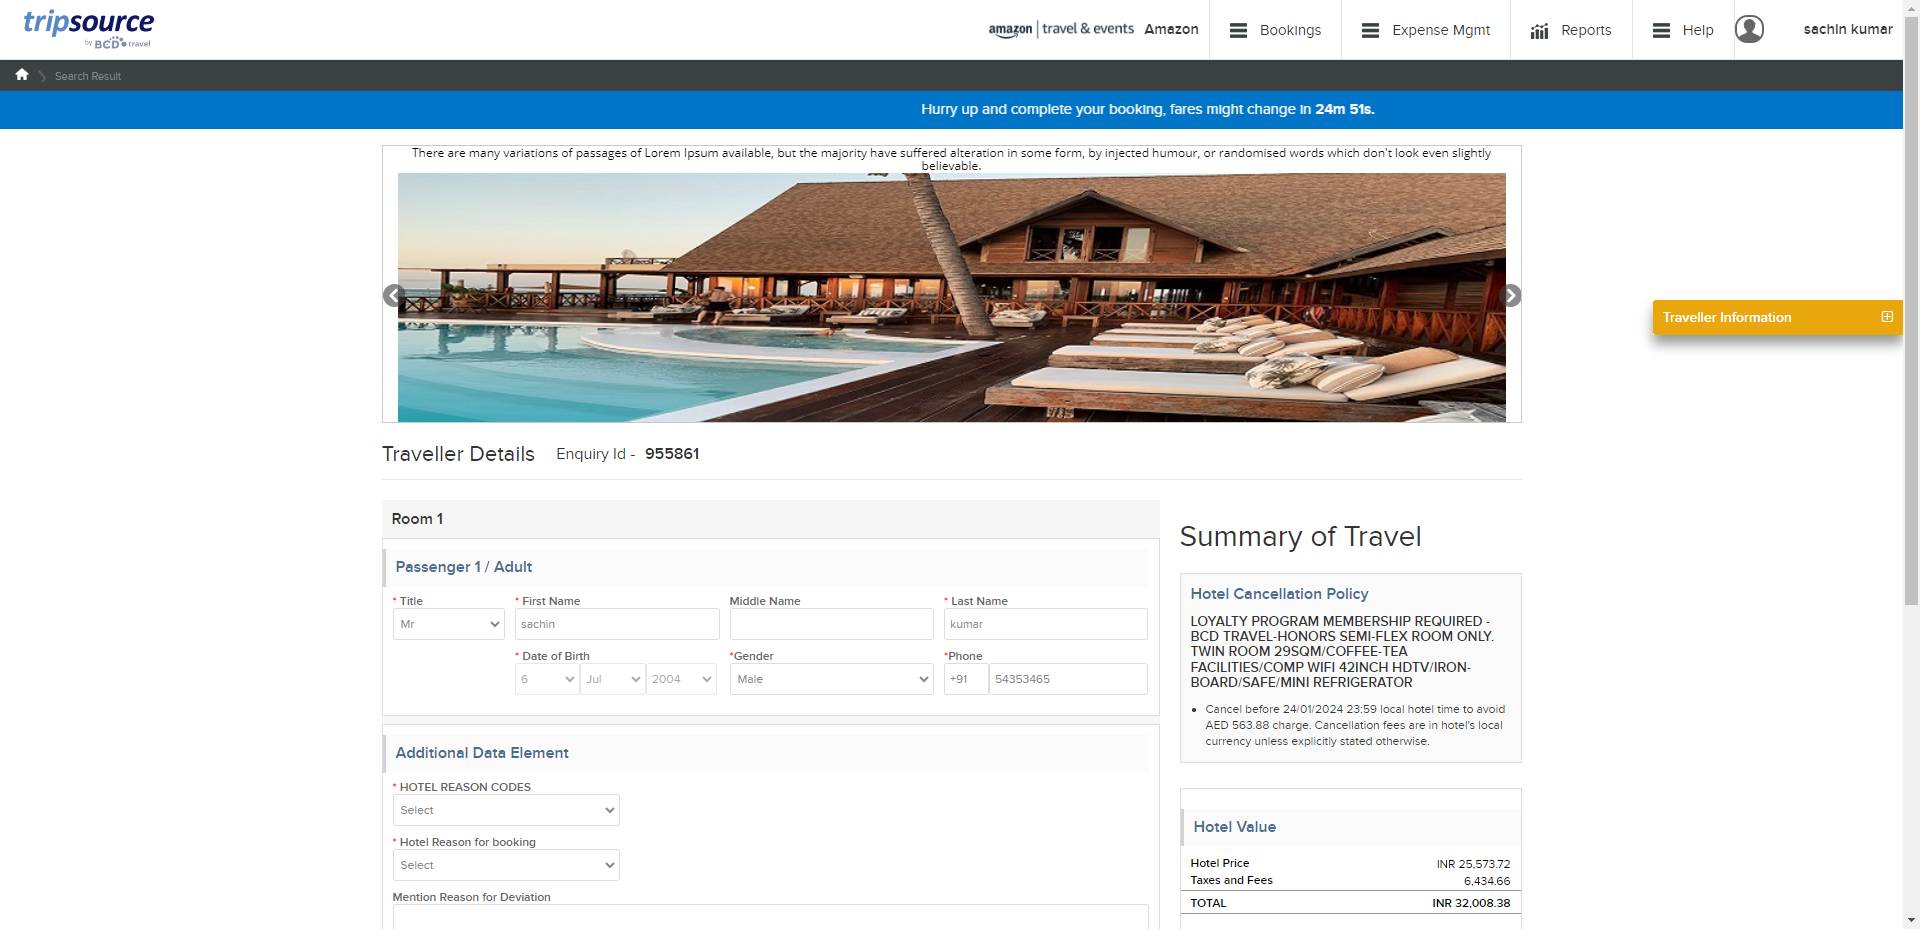 tripsource
by BCD travel
amazon travel & events Amazon
Bookings
Expense Mgmt
Reports
Help
sachin kumar
Search Result
Hurry up and complete your booking, fares might change in 24m 51s.
There are many variations of passages of Lorem Ipsum available, but the majority have suffered alteration in some form, by injected humour, or randomised words which don't look even slightly
believable.
Traveller Information
Traveller Details Enquiry Id - 955861
Room 1
Passenger 1 / Adult
* Title * First Name Middle Name * Last Name
Mr sachin kumar
* Date of Birth *Gender *Phone
6 Jul 2004 Male +91 54353465
Additional Data Element
* HOTEL REASON CODES
Select
* Hotel Reason for booking
Select
Mention Reason for Deviation
Summary of Travel
Hotel Cancellation Policy
LOYALTY PROGRAM MEMBERSHIP REQUIRED -
BCD TRAVEL-HONORS SEMI-FLEX ROOM ONLY.
TWIN ROOM 29SQM/COFFEE-TEA
FACILITIES/COMP WIFI 42INCH HDTV/IRON-
BOARD/SAFE/MINI REFRIGERATOR
• Cancel before 24/01/2024 23:59 local hotel time to avoid
AED 563.88 charge. Cancellation fees are in hotel's local
currency unless explicitly stated otherwise.
Hotel Value
Hotel Price INR 25,573.72
Taxes and Fees 6,434.66
TOTAL INR 32,008.38